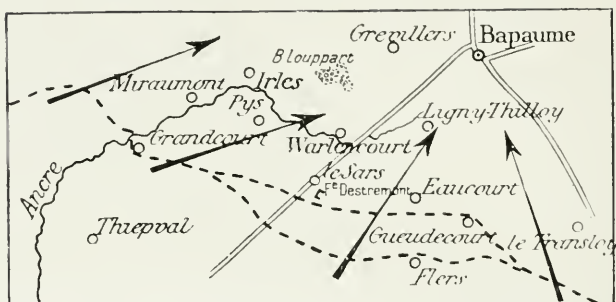 Grevillers
Bapaume
B. Louppart
Miraumont
Irles
Pys
Ligny-Thilloy
Grandcourt
Warlencourt
Ancre
le Sars
Fe Destremont
Eaucourt
Thiepval
Gueudecourt
le Transloy
Flers